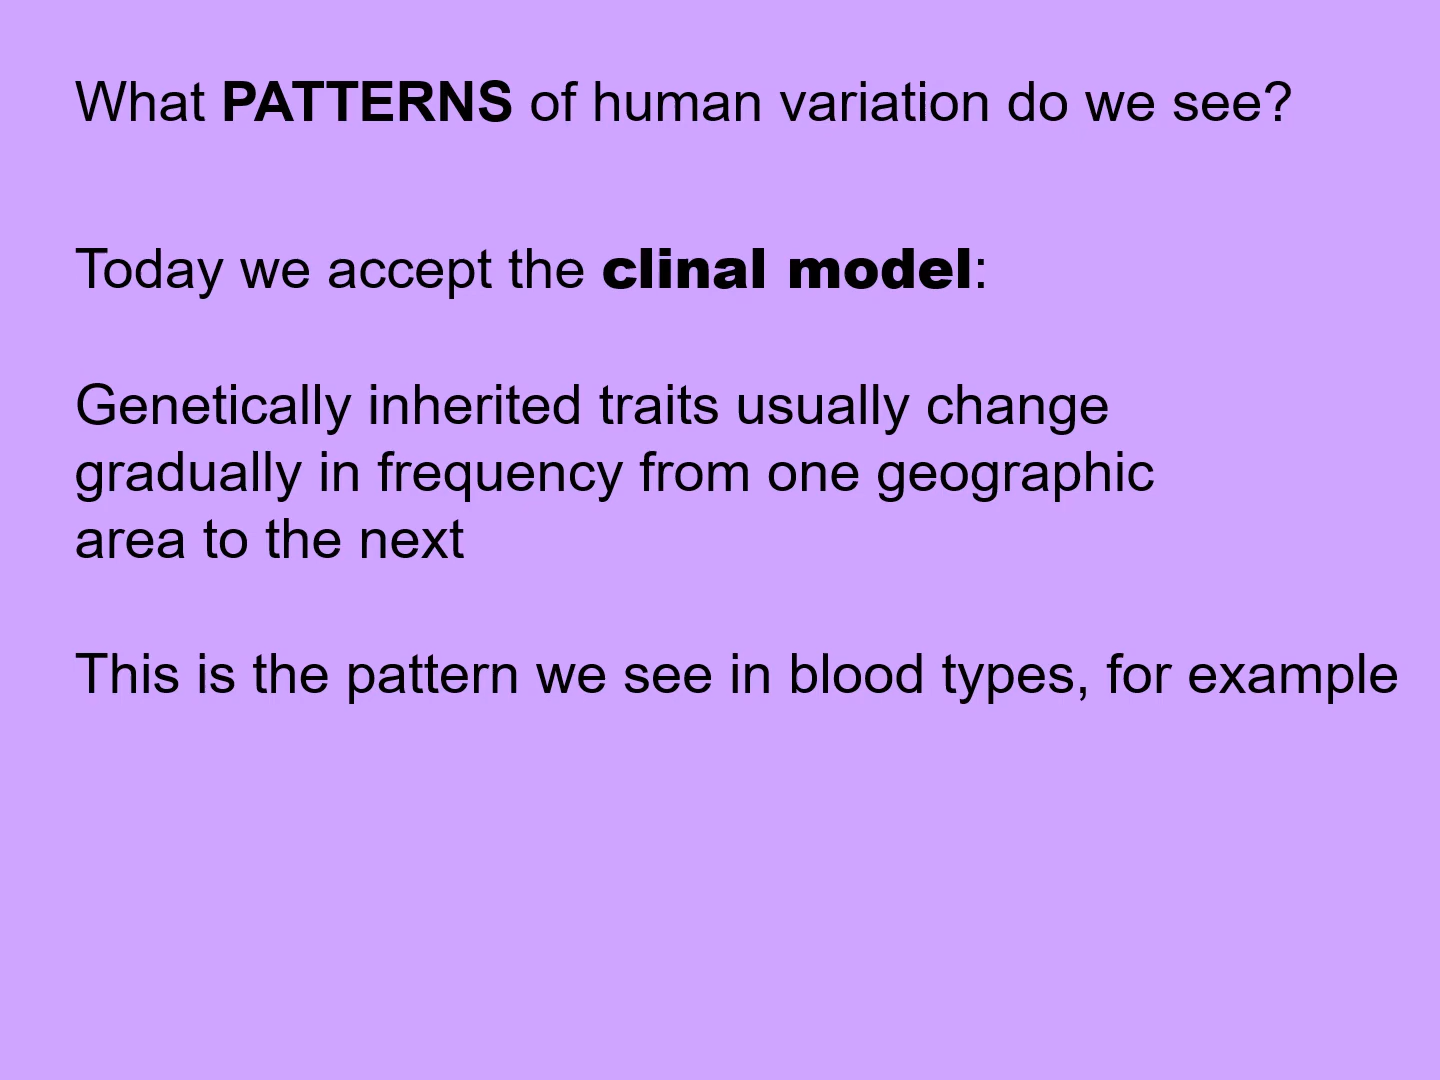 What PATTERNS of human variation do we see?
Today we accept the clinal model:
Genetically inherited traits usually change
gradually in frequency from one geographic
area to the next
This is the pattern we see in blood types, for example